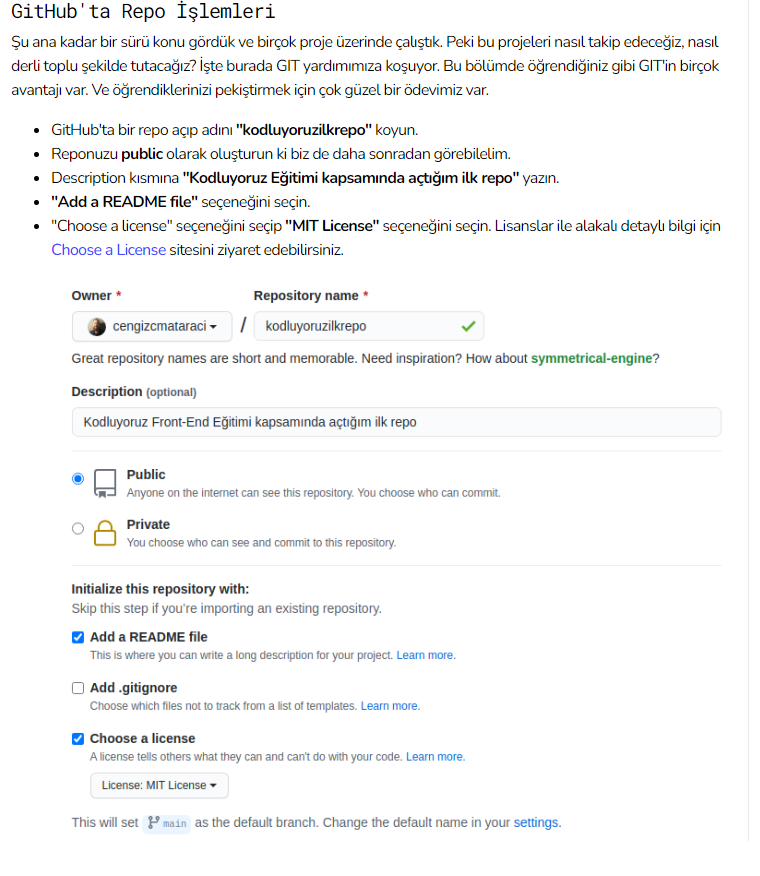 GitHub'ta Repo İşlemleri
Şu ana kadar bir sürü konu gördük ve birçok proje üzerinde çalıştık. Peki bu projeleri nasıl takip edeceğiz, nasıl
derli toplu şekilde tutacağız? İşte burada GIT yardımımıza koşuyor. Bu bölümde öğrendiğiniz gibi GIT'in birçok
avantajı var. Ve öğrendiklerinizi pekiştirmek için çok güzel bir ödevimiz var.
• GitHub'ta bir repo açıp adını "kodluyoruzilkrepo" koyun.
• Reponuzu public olarak oluşturun ki biz de daha sonradan görebilelim.
• Description kısmına "Kodluyoruz Eğitimi kapsamında açtığım ilk repo" yazın.
• "Add a README file" seçeneğini seçin.
• "Choose a license" seçeneğini seçip "MIT License" seçeneğini seçin. Lisanslar ile alakalı detaylı bilgi için
Choose a License sitesini ziyaret edebilirsiniz.
Owner * Repository name *
cengizcmataraci / kodluyoruzilkrepo
Great repository names are short and memorable. Need inspiration? How about symmetrical-engine?
Description (optional)
Kodluyoruz Front-End Eğitimi kapsamında açtığım ilk repo
Public
Anyone on the internet can see this repository. You choose who can commit.
Private
You choose who can see and commit to this repository.
Initialize this repository with:
Skip this step if you're importing an existing repository.
Add a README file
This is where you can write a long description for your project. Learn more.
Add .gitignore
Choose which files not to track from a list of templates. Learn more.
Choose a license
A license tells others what they can and can't do with your code. Learn more.
License: MIT License
This will set main as the default branch. Change the default name in your settings.